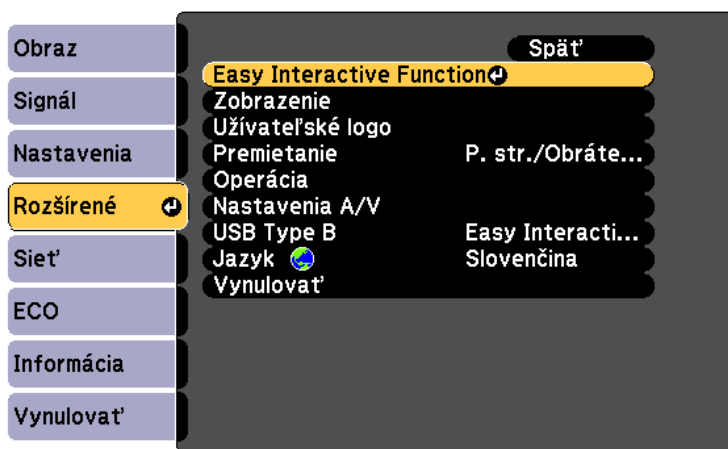 Obraz
Signál
Nastavenia
Rozšírené
Sieť
ECO
Informácia
Vynulovať
Späť
Easy Interactive Function
Zobrazenie
Užívateľské logo
Premietanie P. str./Obráte...
Operácia
Nastavenia A/V
USB Type B Easy Interacti...
Jazyk Slovenčina
Vynulovať